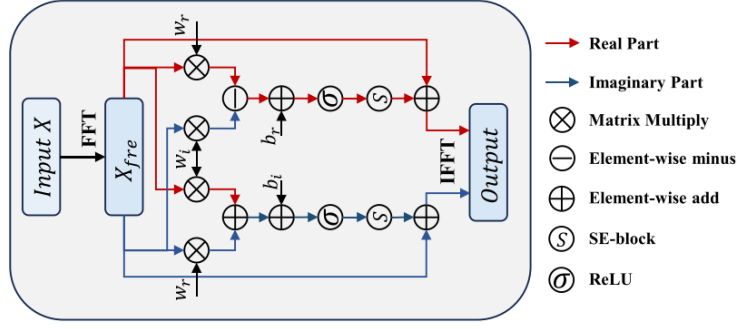 Input X
FFT
X_fre
w_r
w_i
w_r
b_r
b_i
σ
S
σ
S
IFFT
Output
Real Part
Imaginary Part
Matrix Multiply
Element-wise minus
Element-wise add
S SE-block
σ ReLU